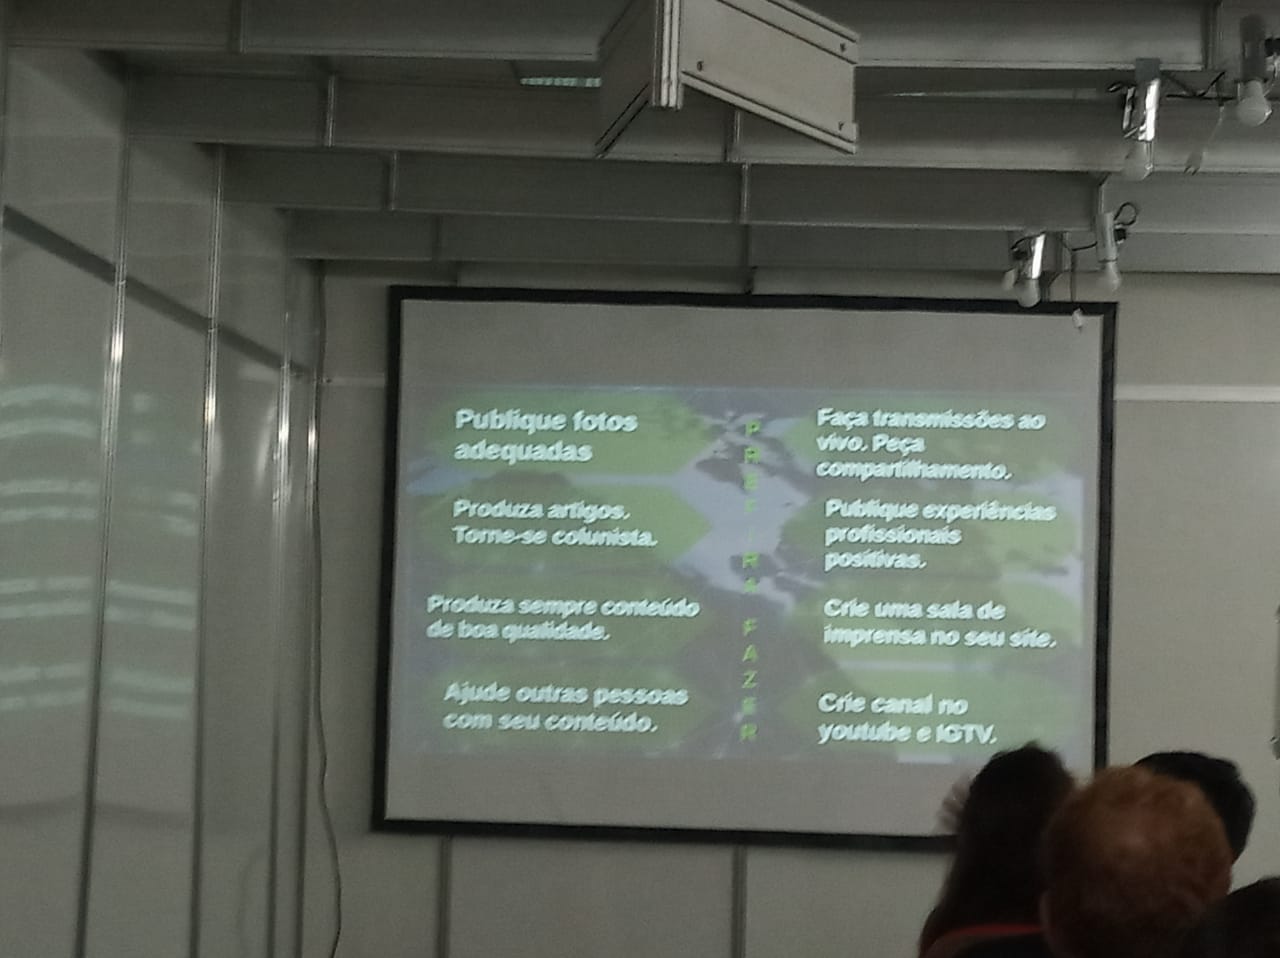 Publique fotos
adequadas
Produza artigos.
Torne-se colunista.
Produza sempre conteúdo
de boa qualidade.
Ajude outras pessoas
com seu conteúdo.
PREFIRA FAZER
Faça transmissões ao
vivo. Peça
compartilhamento.
Publique experiências
profissionais
positivas.
Crie uma sala de
imprensa no seu site.
Crie canal no
youtube e IGTV.